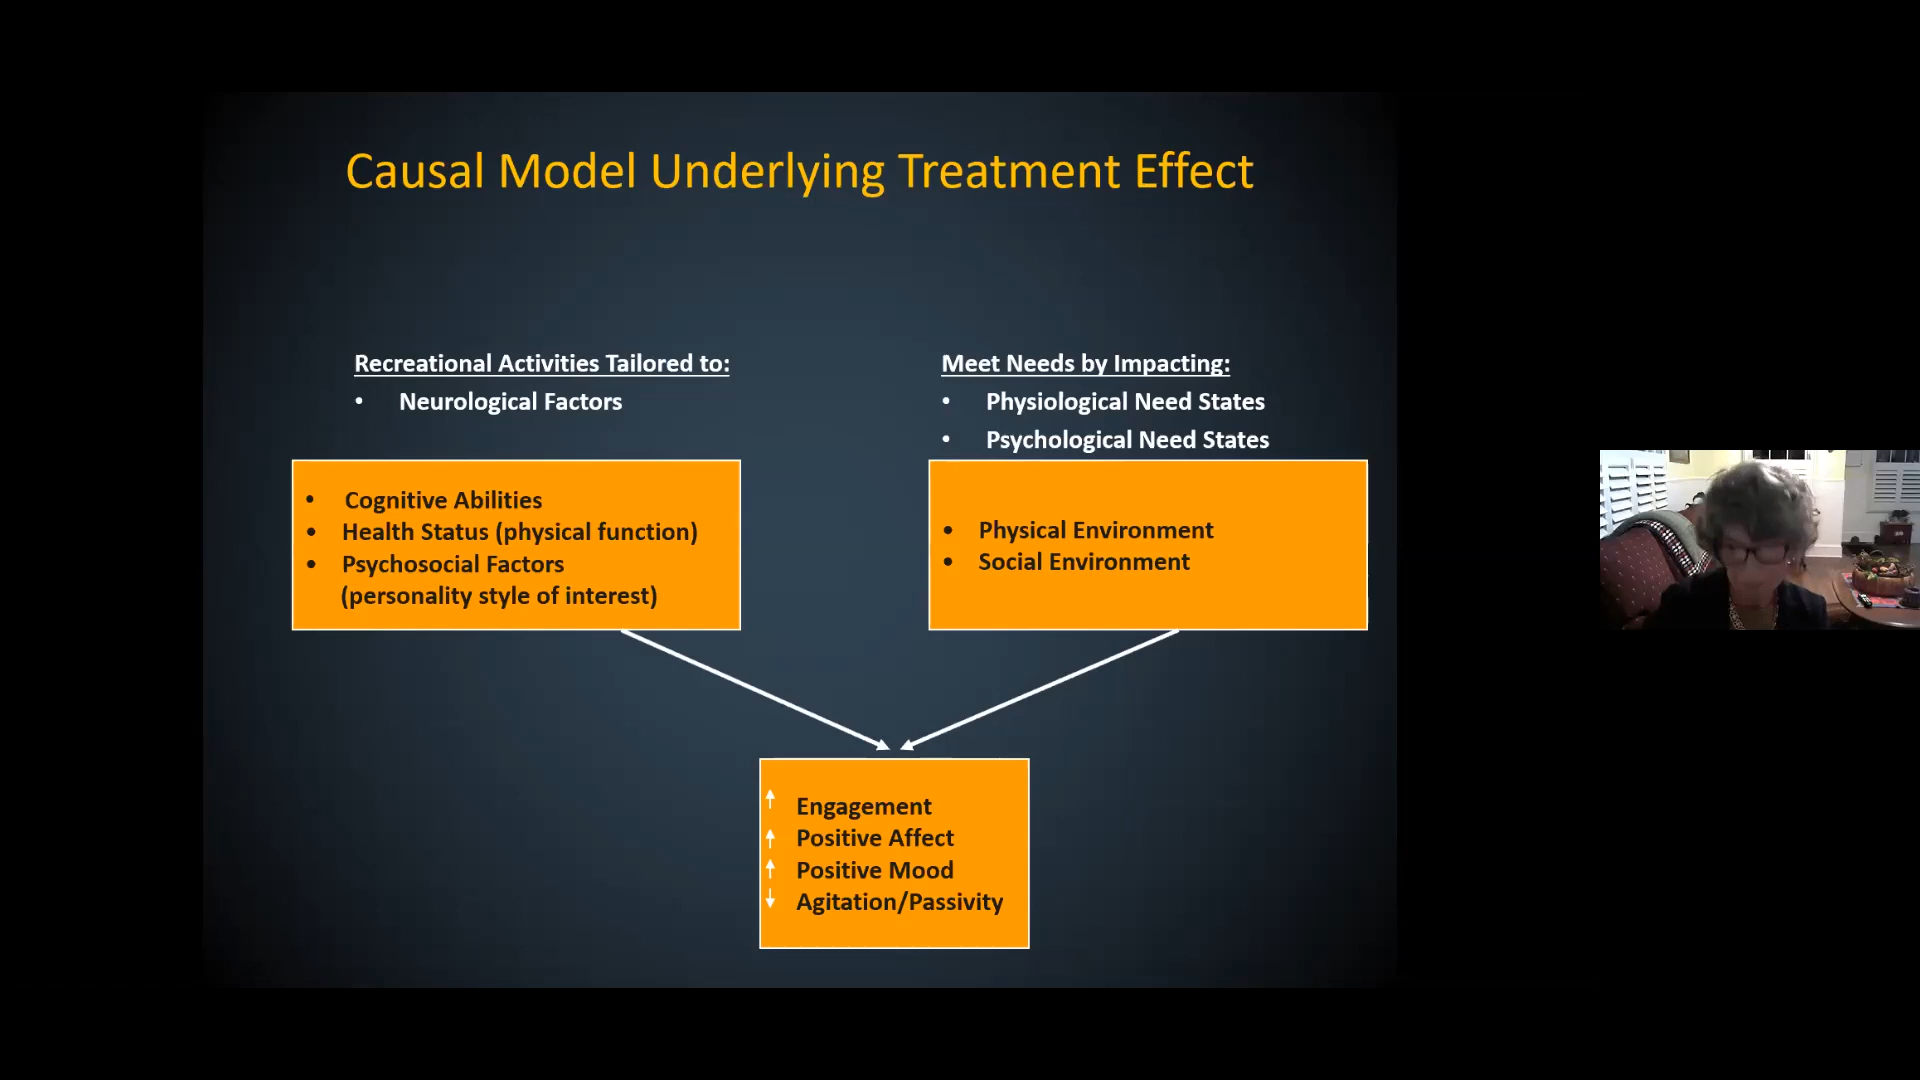 Causal Model Underlying Treatment Effect
Recreational Activities Tailored to:
• Neurological Factors
• Cognitive Abilities
• Health Status (physical function)
• Psychosocial Factors
(personality style of interest)
Meet Needs by Impacting:
• Physiological Need States
• Psychological Need States
• Physical Environment
• Social Environment
↑ Engagement
↑ Positive Affect
↑ Positive Mood
↓ Agitation/Passivity